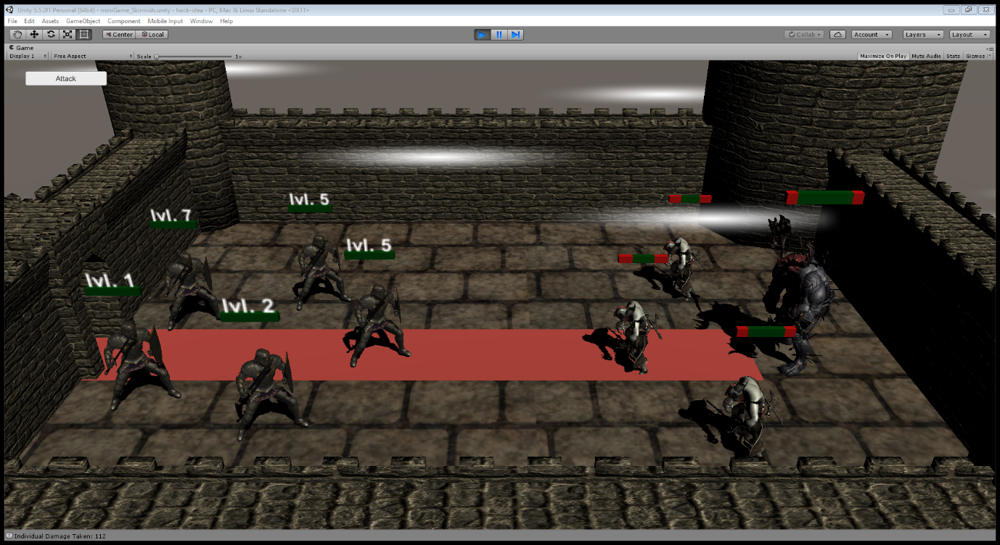 Unity 5.5.2f1 Personal (64bit) - miniGame_Skirmish.unity - hack-idea - PC, Mac & Linux Standalone <DX11>
File Edit Assets GameObject Component Mobile Input Window Help
Center Local Collab Account Layers Layout
Game
Display 1 Free Aspect Scale 1x Maximize On Play Mute Audio Stats Gizmos
Attack
lvl. 5
lvl. 7
lvl. 5
lvl. 1
lvl. 2
Individual Damage Taken: 112